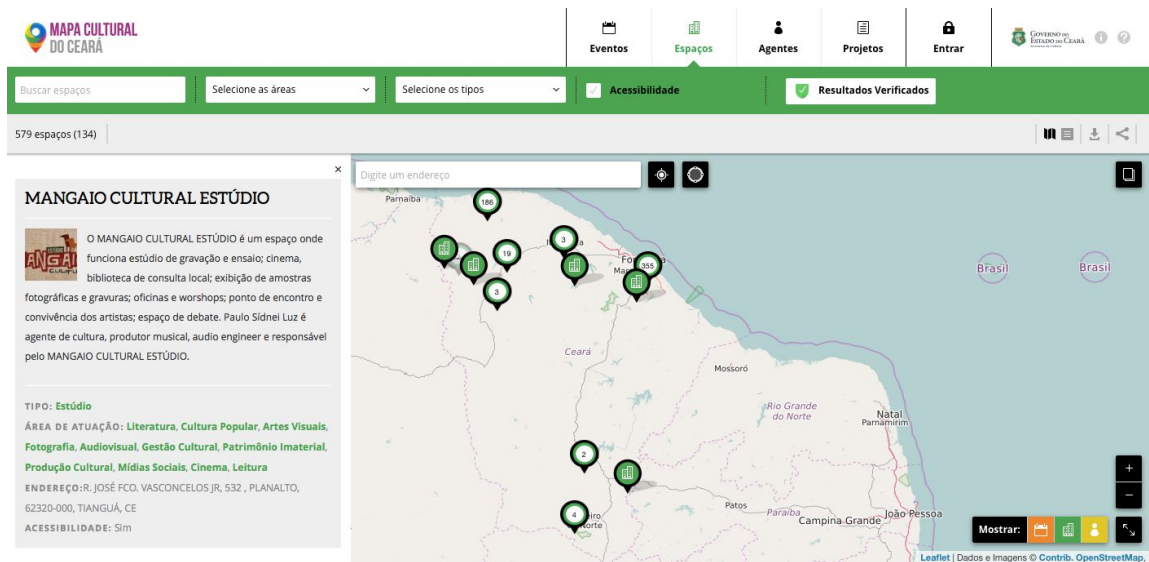 MAPA CULTURAL
DO CEARÁ
Eventos
Espaços
Agentes
Projetos
Entrar
GOVERNO DO
ESTADO DO CEARÁ
Buscar espaços
Selecione as áreas
Selecione os tipos
Acessibilidade
Resultados Verificados
579 espaços (134)
×
MANGAIO CULTURAL ESTÚDIO
O MANGAIO CULTURAL ESTÚDIO é um espaço onde
funciona estúdio de gravação e ensaio; cinema,
biblioteca de consulta local; exibição de amostras
fotográficas e gravuras; oficinas e worshops; ponto de encontro e
convivência dos artistas; espaço de debate. Paulo Sídnei Luz é
agente de cultura, produtor musical, audio engineer e responsável
pelo MANGAIO CULTURAL ESTÚDIO.
TIPO: Estúdio
ÁREA DE ATUAÇÃO: Literatura, Cultura Popular, Artes Visuais,
Fotografia, Audiovisual, Gestão Cultural, Patrimônio Imaterial,
Produção Cultural, Mídias Sociais, Cinema, Leitura
ENDEREÇO:R. JOSÉ FCO. VASCONCELOS JR, 532 , PLANALTO,
62320-000, TIANGUÁ, CE
ACESSIBILIDADE: Sim
Digite um endereço
Parnaíba
186
19
3
3
355
Brasil
Brasil
Ceará
Mossoró
Rio Grande
do Norte
Natal
Parnamirim
2
4
Patos
Paraíba
Campina Grande
João Pessoa
+
−
Mostrar:
Leaflet | Dados e Imagens © Contrib. OpenStreetMap,